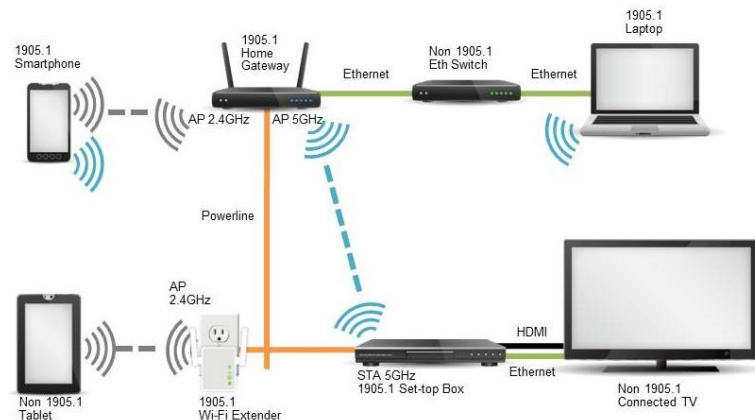 1905.1
Smartphone
1905.1
Home
Gateway
AP 2.4GHz
AP 5GHz
Ethernet
Non 1905.1
Eth Switch
Ethernet
1905.1
Laptop
Powerline
AP
2.4GHz
Non 1905.1
Tablet
1905.1
Wi-Fi Extender
STA 5GHz
1905.1 Set-top Box
HDMI
Ethernet
Non 1905.1
Connected TV